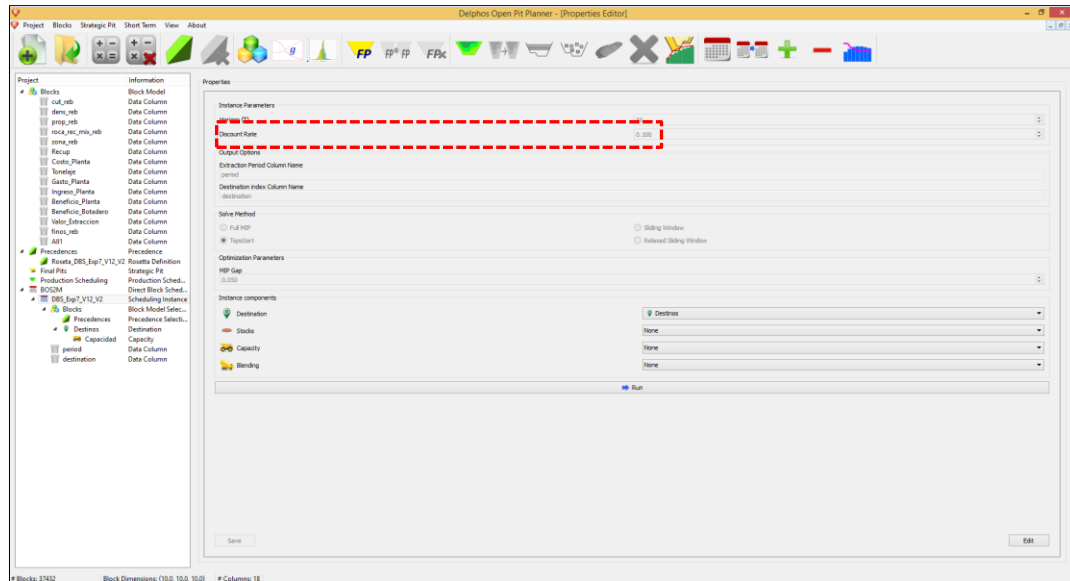 Delphos Open Pit Planner - [Properties Editor]
Project Blocks Strategic Pit Short Term View About
g FP FP FP FPx
Project Information
Blocks Block Model
cut_reb Data Column
dens_reb Data Column
prop_reb Data Column
roca_rec_mix_reb Data Column
zona_reb Data Column
Recup Data Column
Costo_Planta Data Column
Tonelaje Data Column
Gasto_Planta Data Column
Ingreso_Planta Data Column
Beneficio_Planta Data Column
Beneficio_Botadero Data Column
Valor_Extraccion Data Column
finos_reb Data Column
All1 Data Column
Precedences Precedence
Roseta_DBS_Exp7_V12_V2 Rosetta Definition
Final Pits Strategic Pit
Production Scheduling Production Sched...
BOS2M Direct Block Sched...
DBS_Exp7_V12_V2 Scheduling Instance
Blocks Block Model Selec...
Precedences Precedence Selecti...
Destinos Destination
Capacidad Capacity
period Data Column
destination Data Column
Properties
Instance Parameters
Discount Rate 0.100
Output Options
Extraction Period Column Name
period
Destination index Column Name
destination
Solve Method
Full MIP Sliding Window
TopoSort Relaxed Sliding Window
Optimization Parameters
MIP Gap
0.050
Instance components
Destination Destinos
Stocks None
Capacity None
Blending None
Run
Save Edit
# Blocks: 37432 Block Dimensions: (10.0, 10.0, 10.0) # Columns: 18